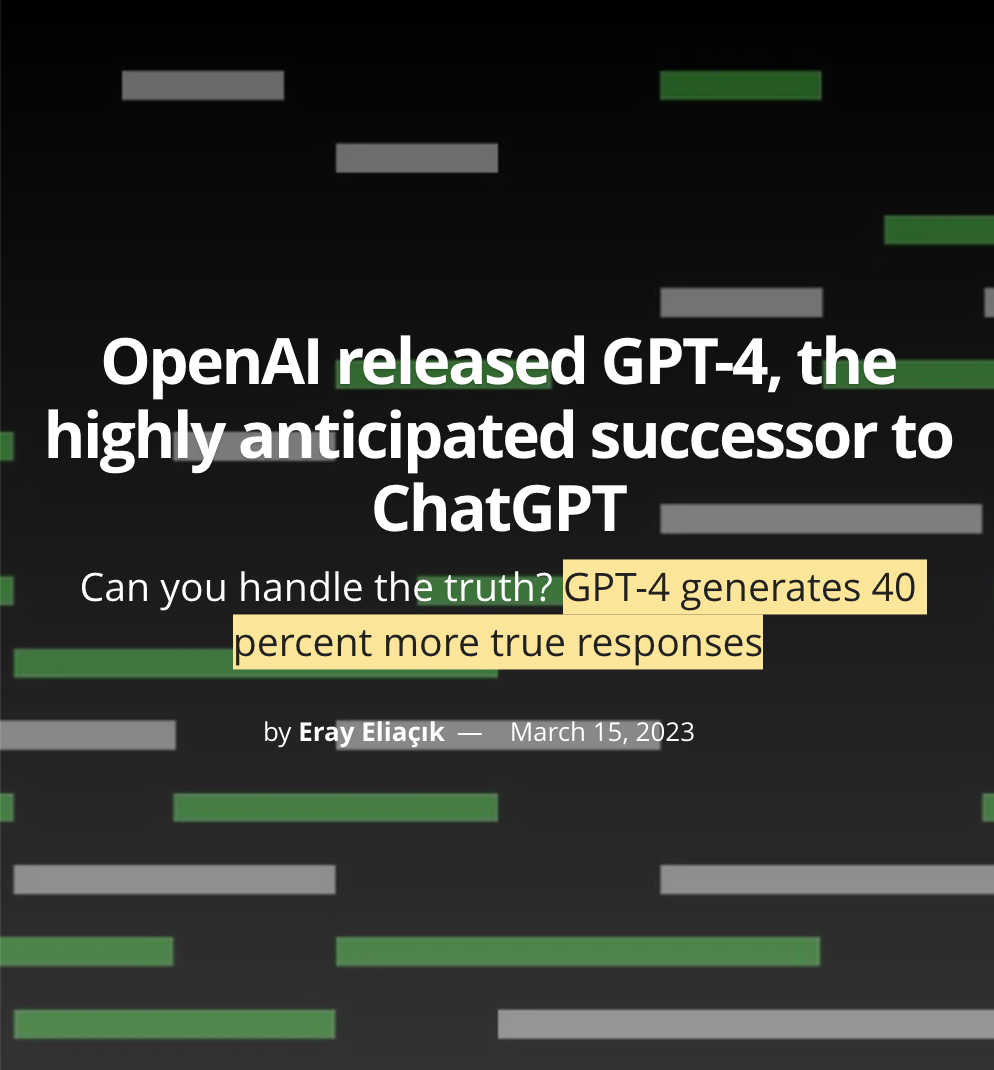 OpenAI released GPT-4, the
highly anticipated successor to
ChatGPT
Can you handle the truth? GPT-4 generates 40
percent more true responses
by Eray Eliaçık — March 15, 2023